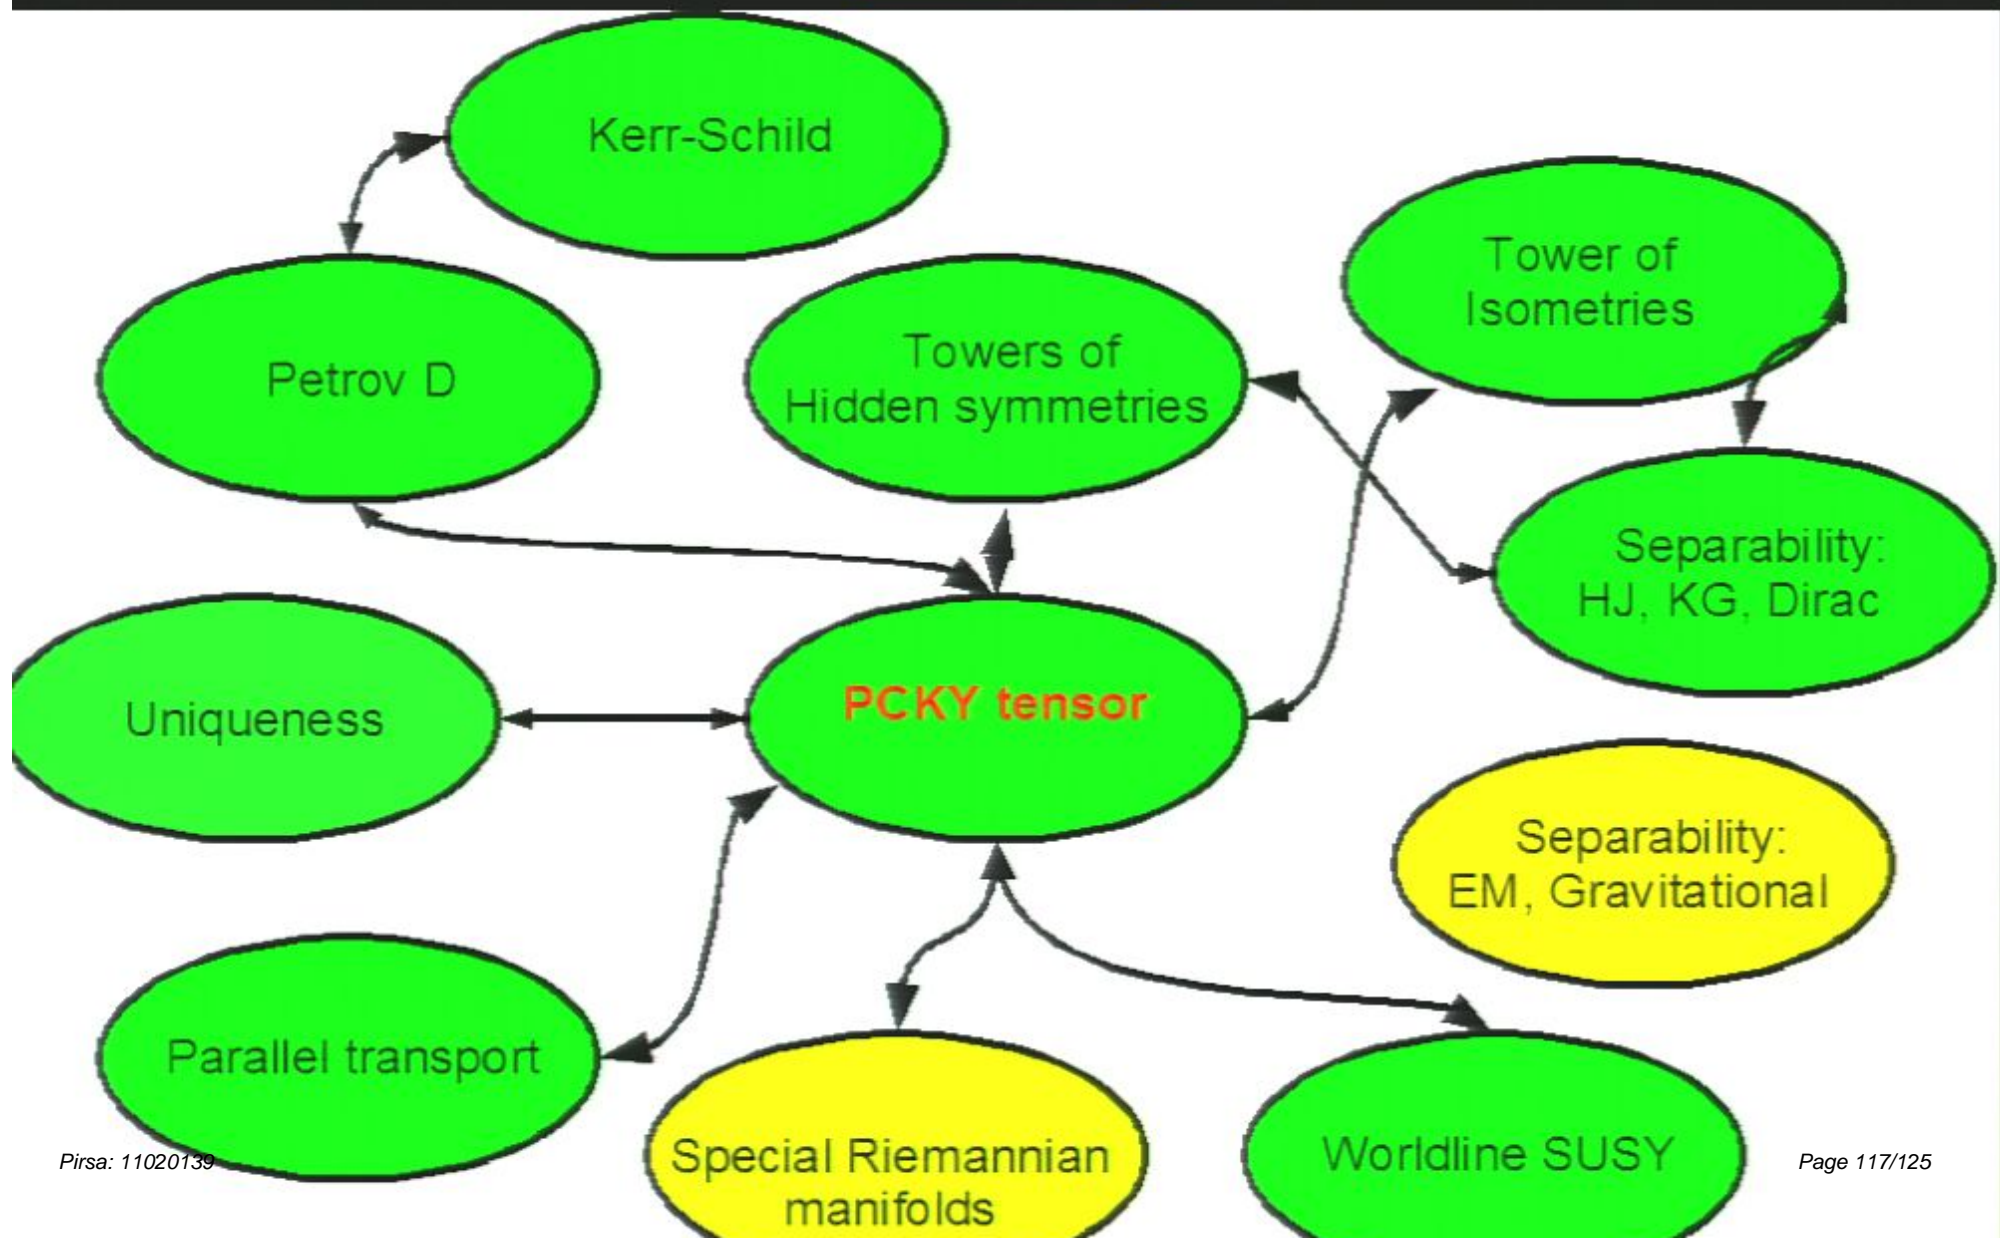 Kerr-Schild
Tower of
Isometries
Petrov D
Towers of
Hidden symmetries
Separability:
HJ, KG, Dirac
Uniqueness
PCKY tensor
Separability:
EM, Gravitational
Parallel transport
Special Riemannian
manifolds
Worldline SUSY
Pirsa: 11020139
Page 117/125